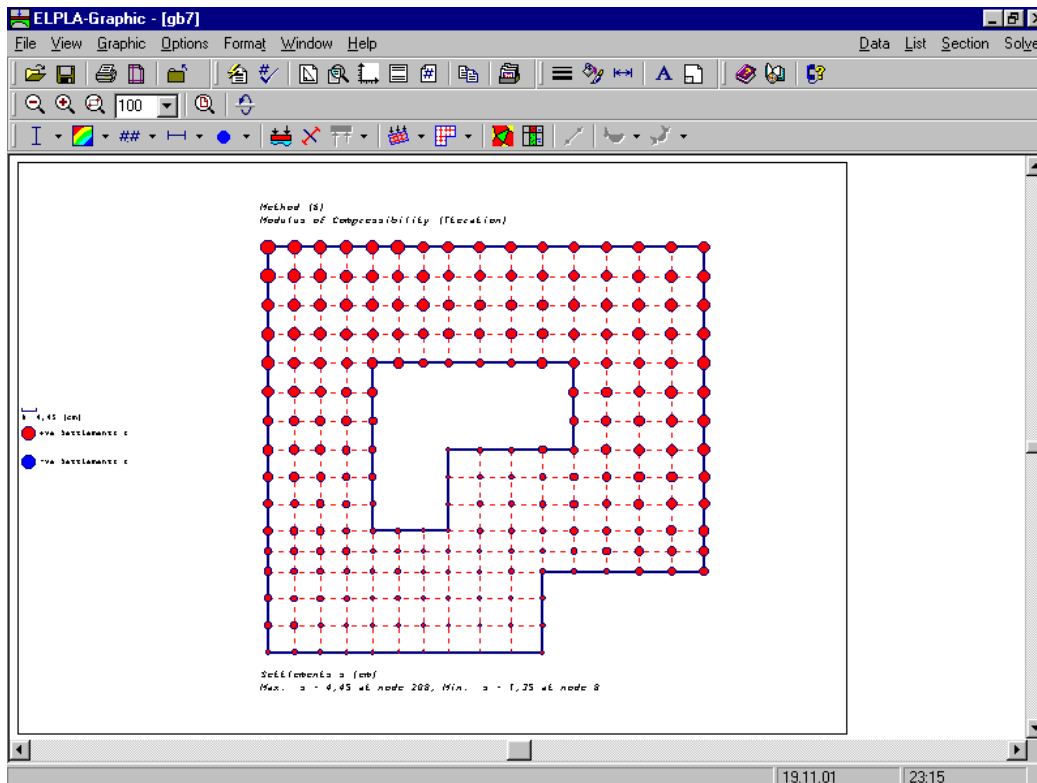 ELPLA-Graphic - [gb7]
File View Graphic Options Format Window Help Data List Section Solve
100
Method (6)
Modulus of Compressibility (Iteration)
4,45 [cm]
+ve Settlements s
-ve Settlements s
Settlements s [cm]
Max. s = 4,45 at node 208, Min. s = 1,35 at node 8
19.11.01 23:15